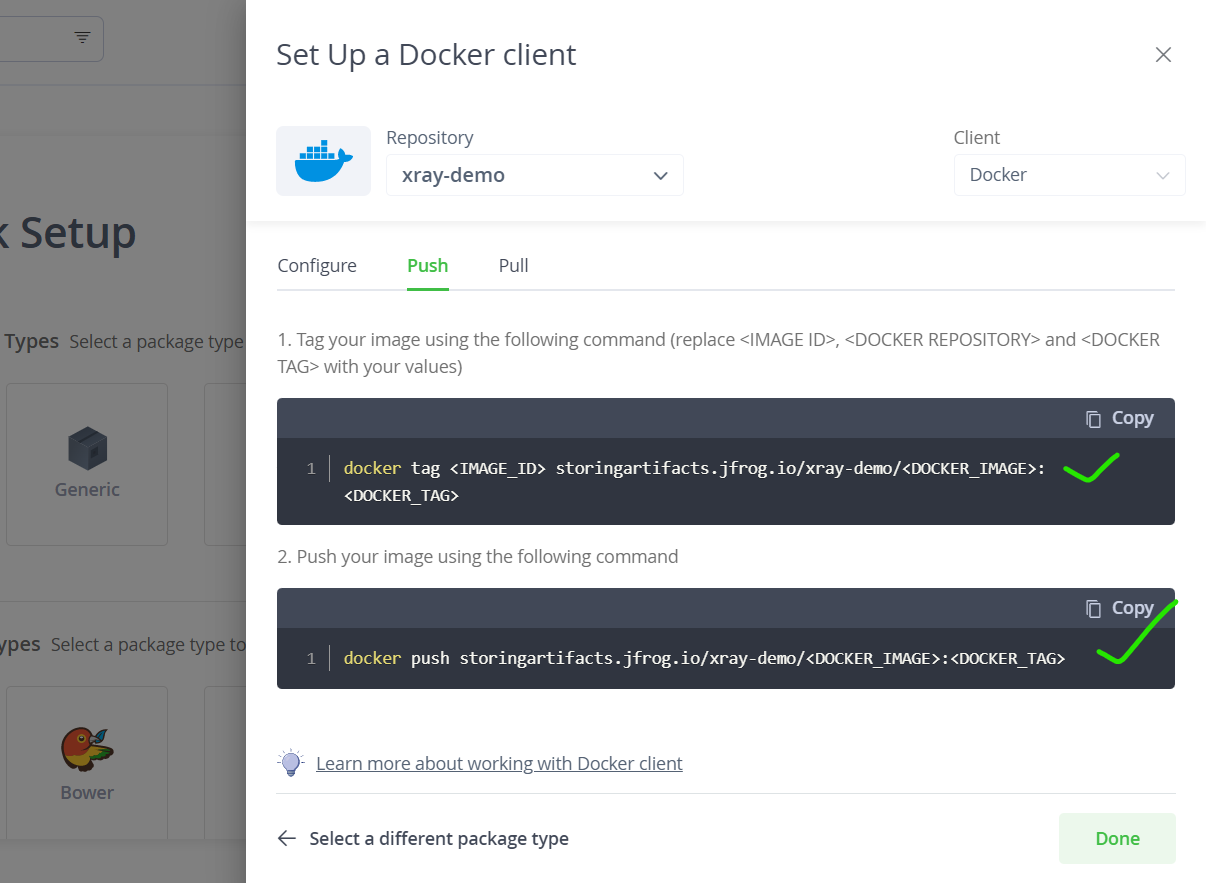 Set Up a Docker client
Repository
xray-demo
Client
Docker
k Setup
Configure
Push
Pull
1. Tag your image using the following command (replace <IMAGE ID>, <DOCKER REPOSITORY> and <DOCKER
TAG> with your values)
Types Select a package type
Generic
Copy
1 docker tag <IMAGE_ID> storingartifacts.jfrog.io/xray-demo/<DOCKER_IMAGE>:
<DOCKER_TAG>
2. Push your image using the following command
Copy
1 docker push storingartifacts.jfrog.io/xray-demo/<DOCKER_IMAGE>:<DOCKER_TAG>
ypes Select a package type to
Bower
Learn more about working with Docker client
Select a different package type
Done